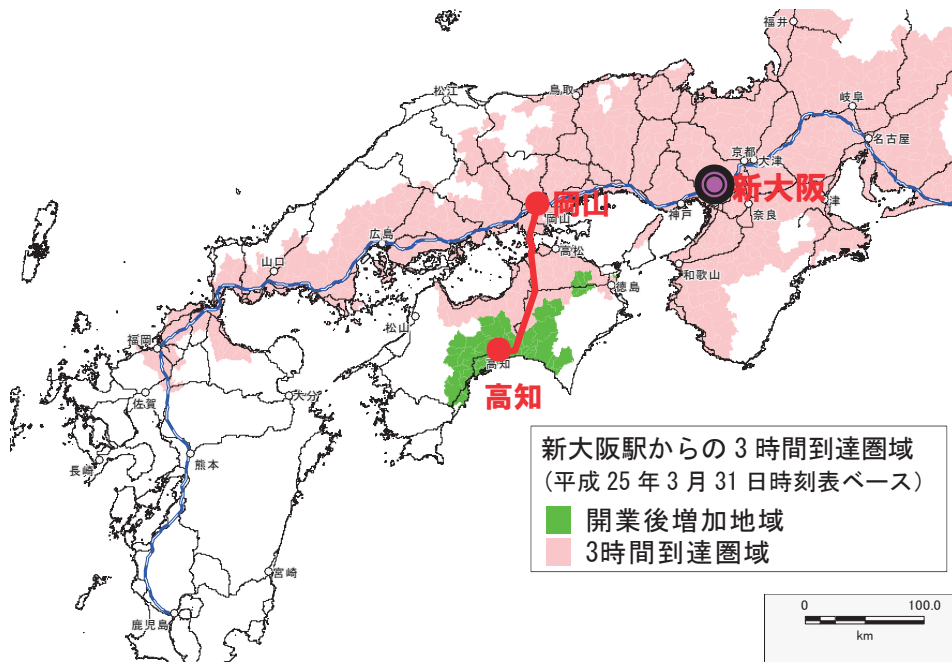 福井
松江
鳥取
岐阜
名古屋
京都
大津
新大阪
岡山
岡山
神戸
奈良
津
広島
高松
山口
和歌山
徳島
松山
福岡
高知
高知
佐賀
大分
長崎
熊本
宮崎
鹿児島
新大阪駅からの3時間到達圏域
(平成25年3月31日時刻表ベース)
開業後増加地域
3時間到達圏域
0 100.0
km